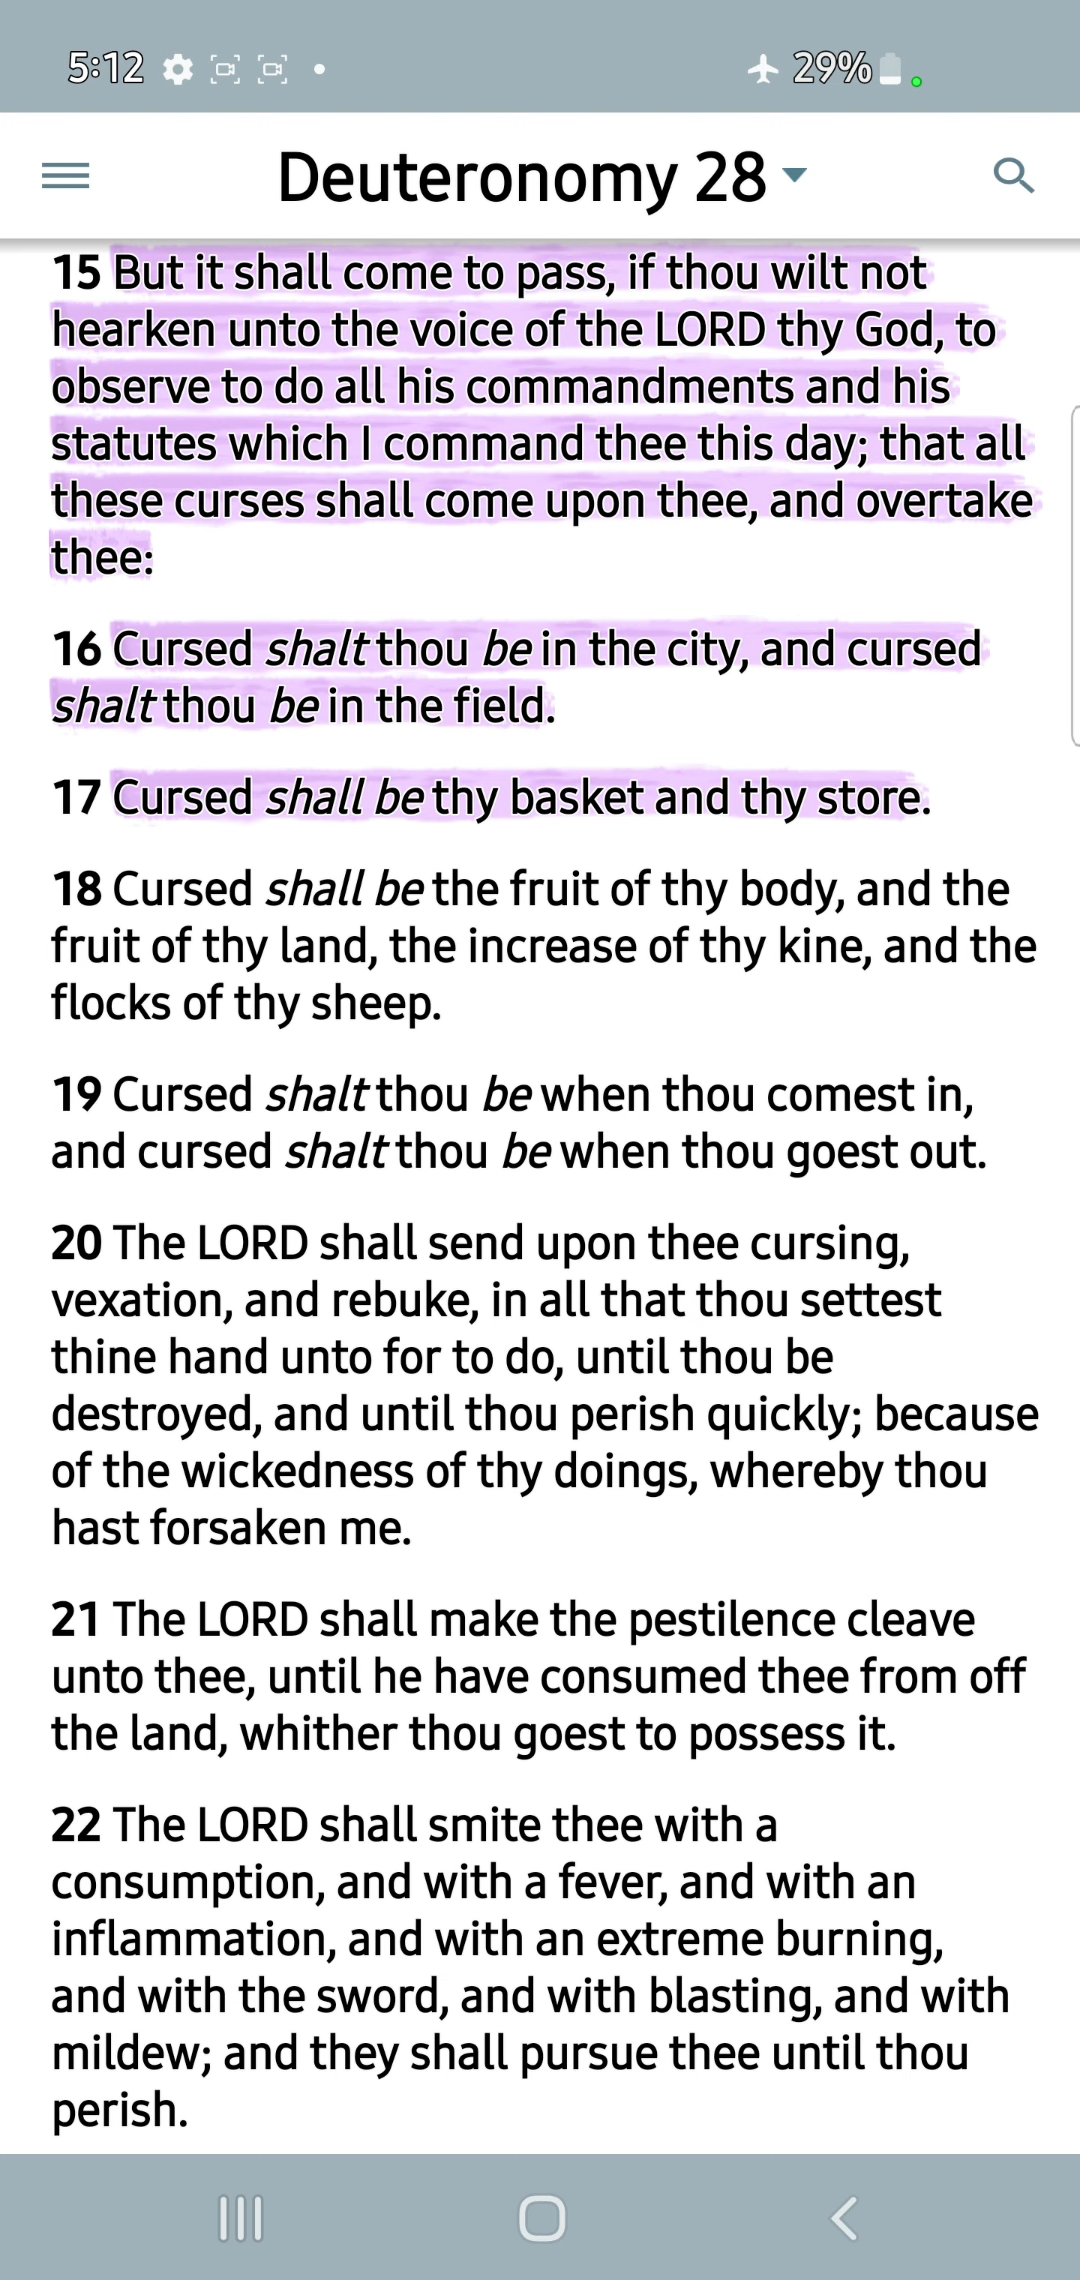 5:12
29%
Deuteronomy 28
15 But it shall come to pass, if thou wilt not
hearken unto the voice of the LORD thy God, to
observe to do all his commandments and his
statutes which I command thee this day; that all
these curses shall come upon thee, and overtake
thee:
16 Cursed shalt thou be in the city, and cursed
shalt thou be in the field.
17 Cursed shall be thy basket and thy store.
18 Cursed shall be the fruit of thy body, and the
fruit of thy land, the increase of thy kine, and the
flocks of thy sheep.
19 Cursed shalt thou be when thou comest in,
and cursed shalt thou be when thou goest out.
20 The LORD shall send upon thee cursing,
vexation, and rebuke, in all that thou settest
thine hand unto for to do, until thou be
destroyed, and until thou perish quickly; because
of the wickedness of thy doings, whereby thou
hast forsaken me.
21 The LORD shall make the pestilence cleave
unto thee, until he have consumed thee from off
the land, whither thou goest to possess it.
22 The LORD shall smite thee with a
consumption, and with a fever, and with an
inflammation, and with an extreme burning,
and with the sword, and with blasting, and with
mildew; and they shall pursue thee until thou
perish.